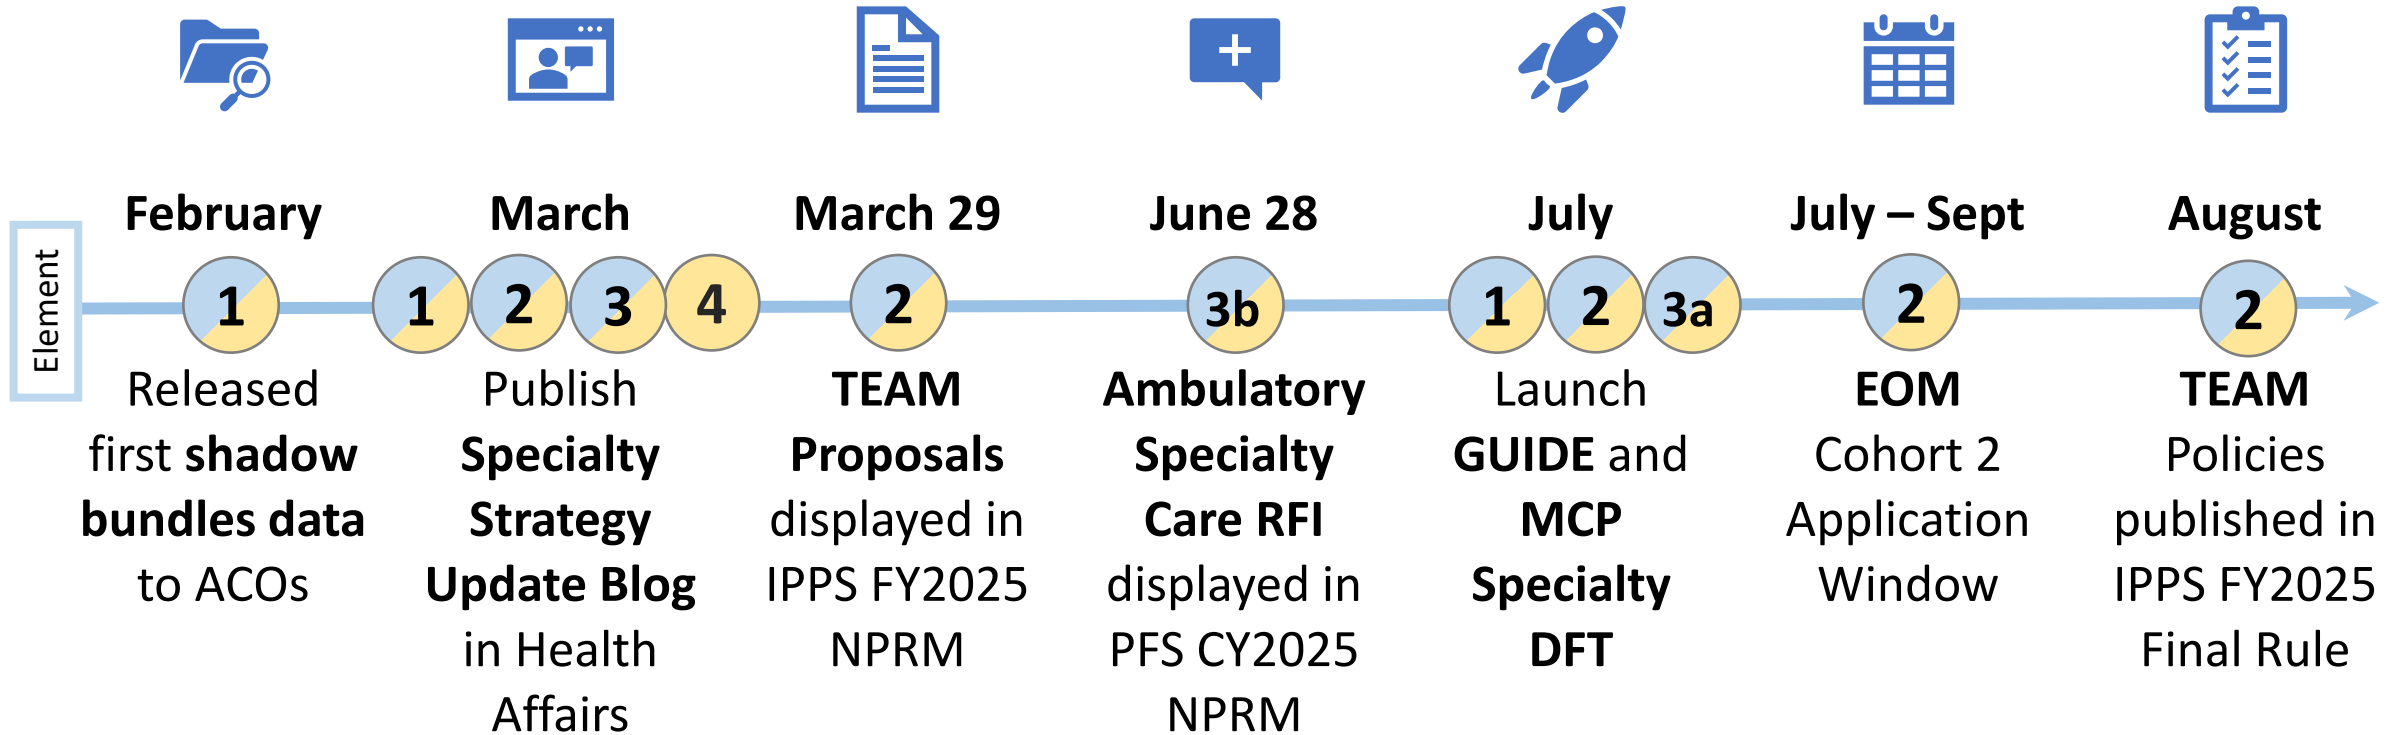 Element
February
1
Released
first shadow
bundles data
to ACOs
March
1 2 3 4
Publish
Specialty
Strategy
Update Blog
in Health
Affairs
March 29
2
TEAM
Proposals
displayed in
IPPS FY2025
NPRM
June 28
3b
Ambulatory
Specialty
Care RFI
displayed in
PFS CY2025
NPRM
July
1 2 3a
Launch
GUIDE and
MCP
Specialty
DFT
July – Sept
2
EOM
Cohort 2
Application
Window
August
2
TEAM
Policies
published in
IPPS FY2025
Final Rule